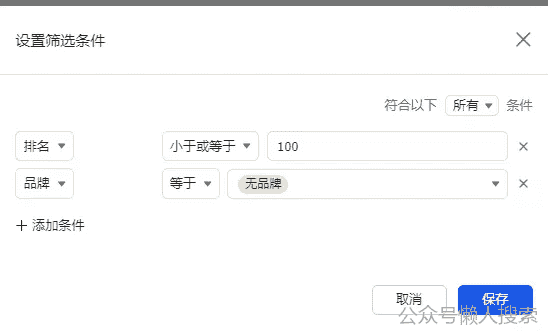 设置筛选条件
符合以下 所有 条件
排名 小于或等于 100
品牌 等于 无品牌
+ 添加条件
取消 保存
公众号懒人搜索